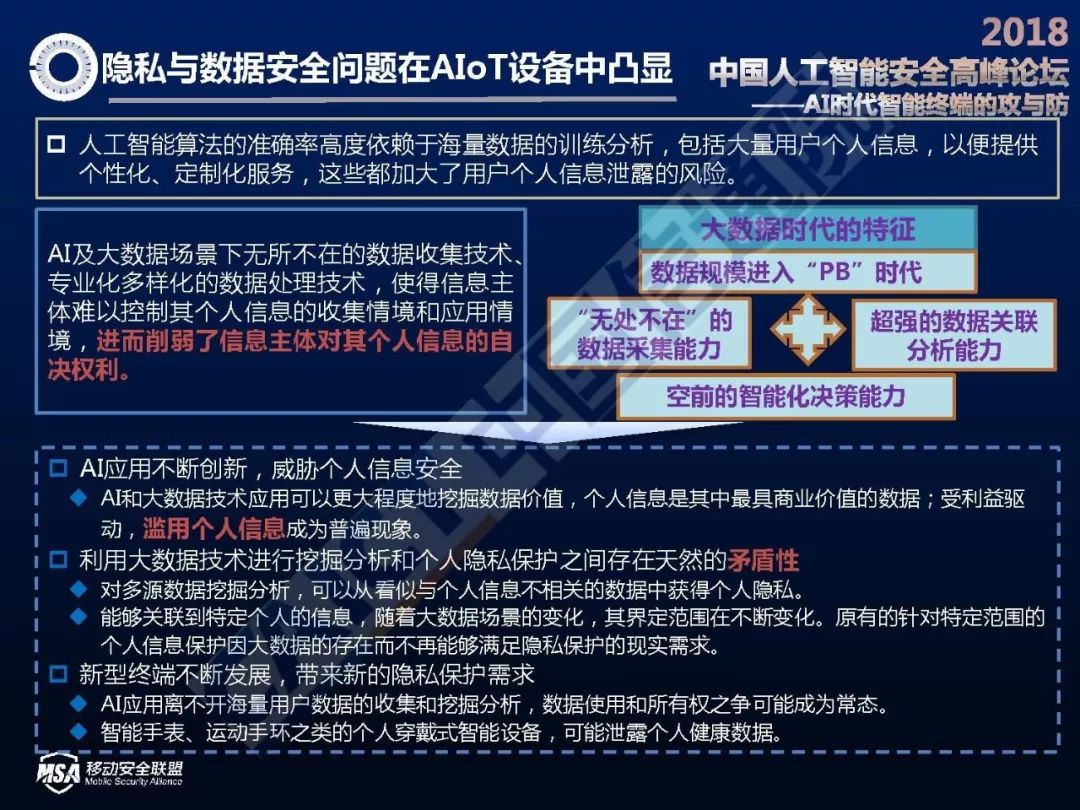 隐私与数据安全问题在AIoT设备中凸显
2018
中国人工智能安全高峰论坛
——AI时代智能终端的攻与防
人工智能算法的准确率高度依赖于海量数据的训练分析，包括大量用户个人信息，以便提供
个性化、定制化服务，这些都加大了用户个人信息泄露的风险。
AI及大数据场景下无所不在的数据收集技术、
专业化多样化的数据处理技术，使得信息主
体难以控制其个人信息的收集情境和应用情
境，进而削弱了信息主体对其个人信息的自
决权利。
大数据时代的特征
数据规模进入“PB”时代
“无处不在”的
数据采集能力
超强的数据关联
分析能力
空前的智能化决策能力
AI应用不断创新，威胁个人信息安全
AI和大数据技术应用可以更大程度地挖掘数据价值，个人信息是其中最具商业价值的数据；受利益驱
动，滥用个人信息成为普遍现象。
利用大数据技术进行挖掘分析和个人隐私保护之间存在天然的矛盾性
对多源数据挖掘分析，可以从看似与个人信息不相关的数据中获得个人隐私。
能够关联到特定个人的信息，随着大数据场景的变化，其界定范围在不断变化。原有的针对特定范围的
个人信息保护因大数据的存在而不再能够满足隐私保护的现实需求。
新型终端不断发展，带来新的隐私保护需求
AI应用离不开海量用户数据的收集和挖掘分析，数据使用和所有权之争可能成为常态。
智能手表、运动手环之类的个人穿戴式智能设备，可能泄露个人健康数据。
MSA 移动安全联盟
Mobile Security Alliance